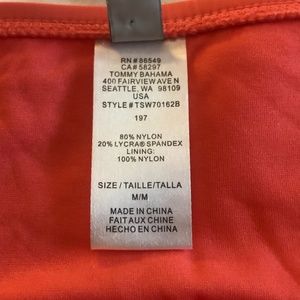 RN # 86549
CA # 58297
TOMMY BAHAMA
400 FAIRVIEW AVE N
SEATTLE, WA 98109
USA
STYLE # TSW70162B
197
80% NYLON
20% LYCRA® SPANDEX
LINING:
100% NYLON
SIZE / TAILLE/TALLA
M/M
MADE IN CHINA
FAIT AUX CHINE
HECHO EN CHINA